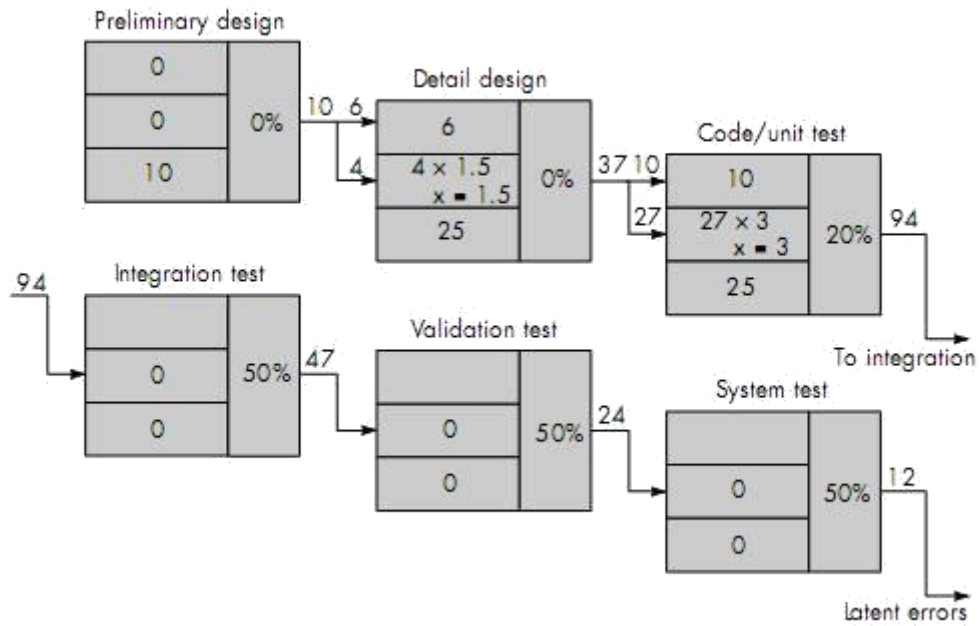 Preliminary design
0
0
10
0%
10 6
4
Detail design
6
4 × 1.5
x = 1.5
25
0%
37 10
27
Code/unit test
10
27 × 3
x = 3
25
20%
94
To integration
94
Integration test
0
0
50%
47
Validation test
0
0
50%
24
System test
0
0
50%
12
Latent errors